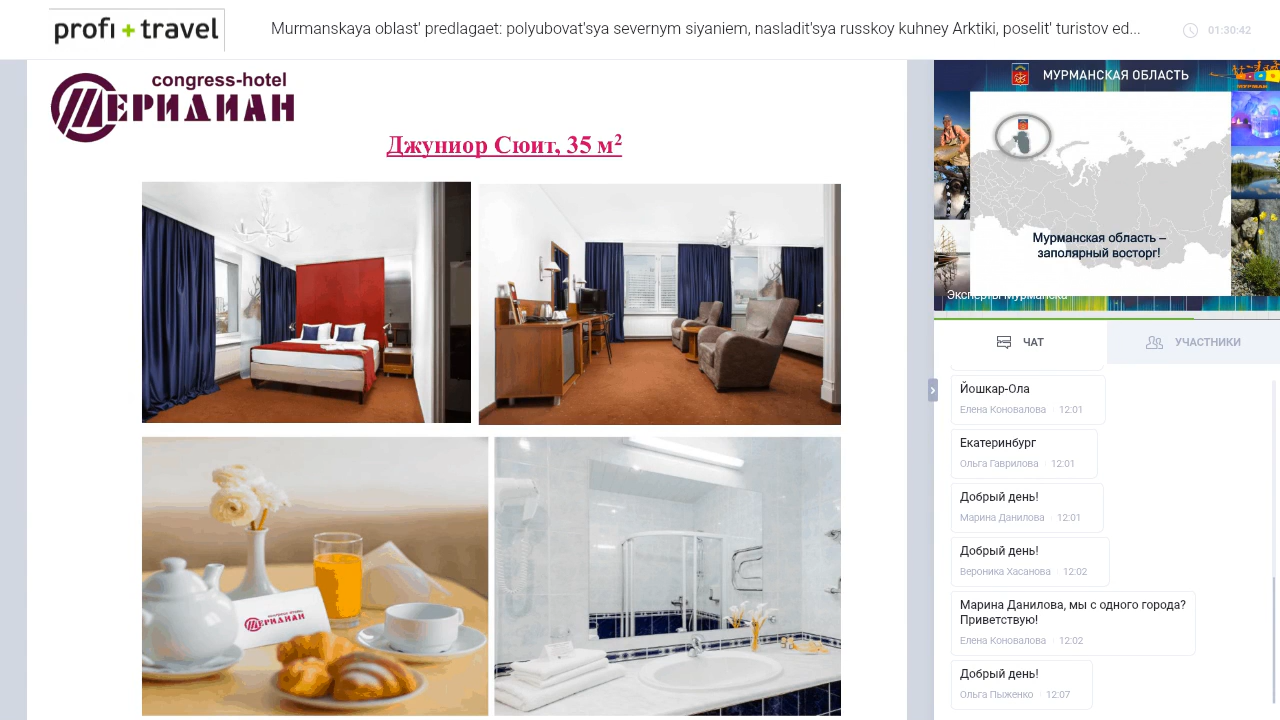 profi + travel
Murmanskaya oblast' predlagaet: polyubovat'sya severnym siyaniem, nasladit'sya russkoy kuhney Arktiki, poselit' turistov ed...
01:30:42
congress-hotel
МЕРИДИАН
Джуниор Сюит, 35 м²
МЕРИДИАН
МУРМАНСКАЯ ОБЛАСТЬ
Мурманская область –
заполярный восторг!
Эксперты Мурманска
ЧАТ
УЧАСТНИКИ
Йошкар-Ола
Елена Коновалова 12:01
Екатеринбург
Ольга Гаврилова 12:01
Добрый день!
Марина Данилова 12:01
Добрый день!
Вероника Хасанова 12:02
Марина Данилова, мы с одного города?
Приветствую!
Елена Коновалова 12:02
Добрый день!
Ольга Пыженко 12:07